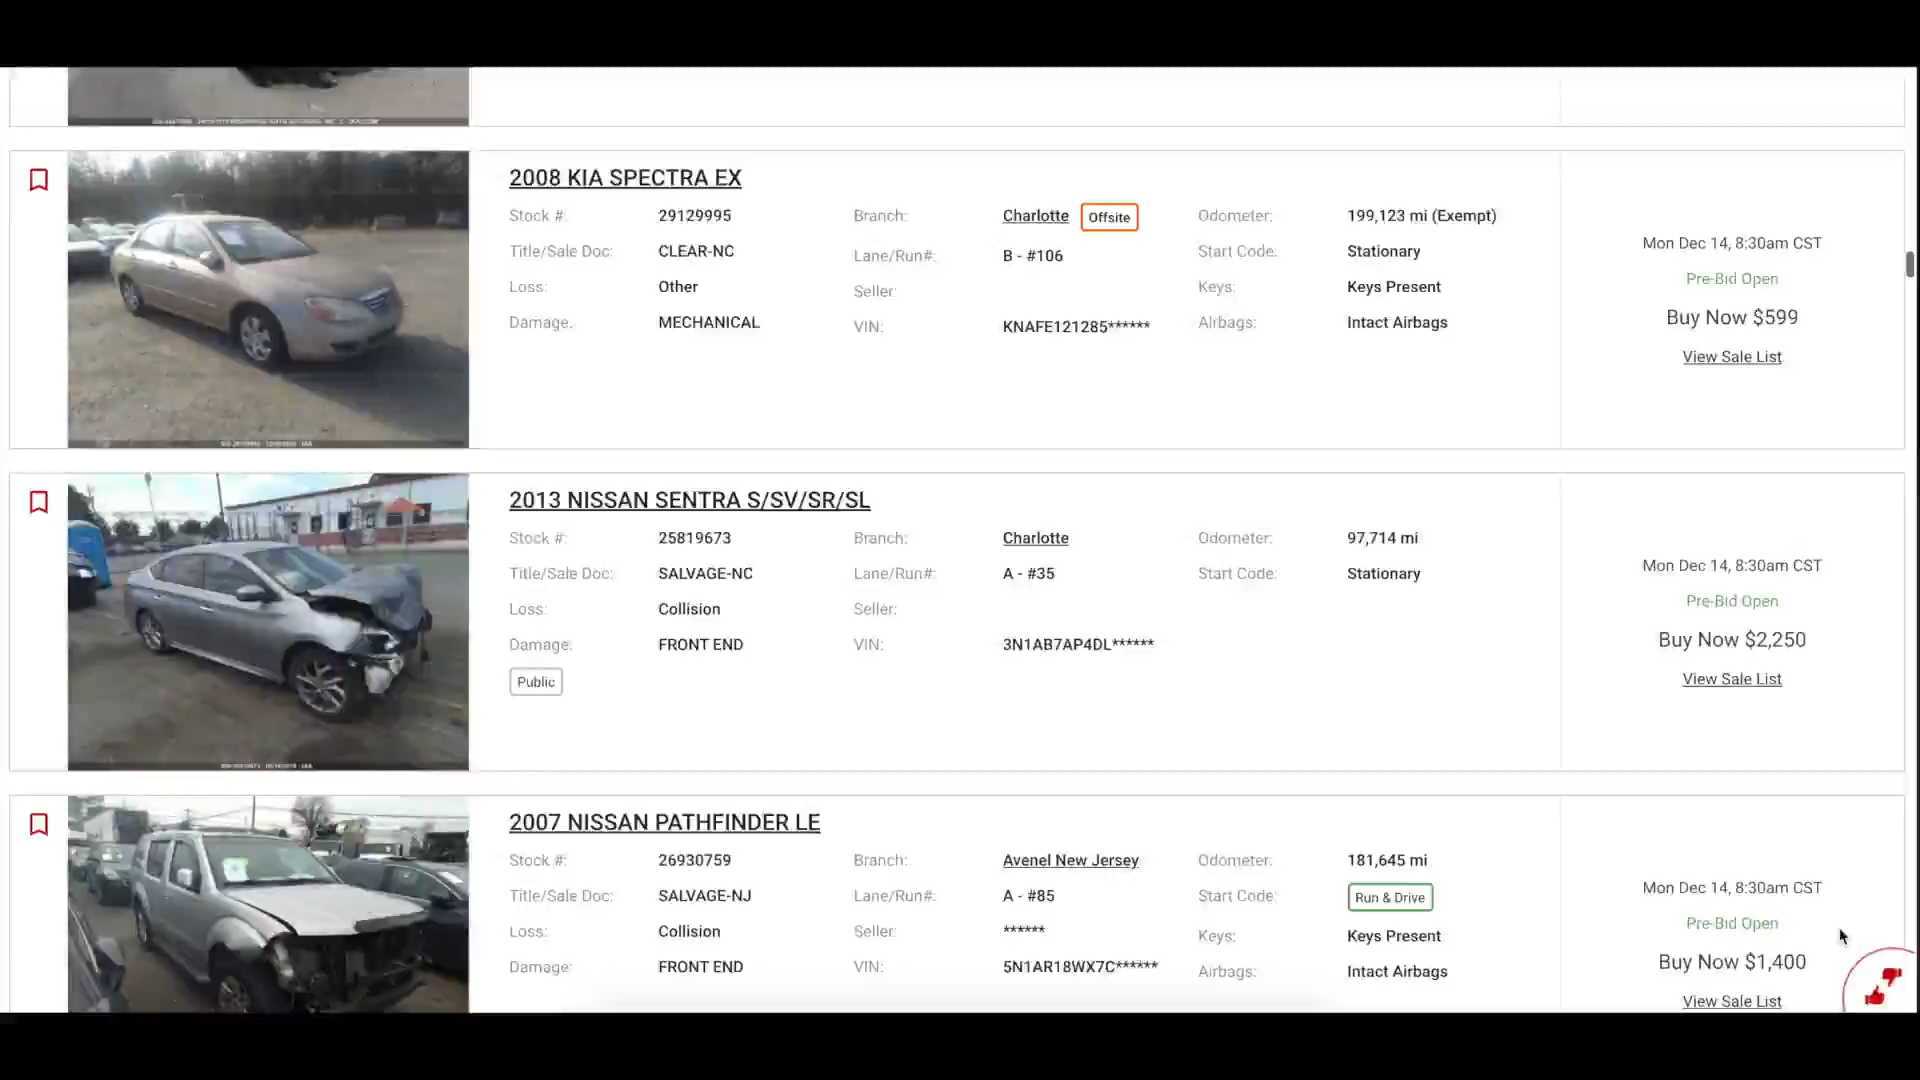 2008 KIA SPECTRA EX
Stock #: 29129995 Branch: Charlotte Offsite Odometer: 199,123 mi (Exempt)
Title/Sale Doc: CLEAR-NC Lane/Run#: B - #106 Start Code: Stationary
Loss: Other Seller: Keys: Keys Present
Damage: MECHANICAL VIN: KNAFE121285****** Airbags: Intact Airbags
Mon Dec 14, 8:30am CST
Pre-Bid Open
Buy Now $599
View Sale List
2013 NISSAN SENTRA S/SV/SR/SL
Stock #: 25819673 Branch: Charlotte Odometer: 97,714 mi
Title/Sale Doc: SALVAGE-NC Lane/Run#: A - #35 Start Code: Stationary
Loss: Collision Seller:
Damage: FRONT END VIN: 3N1AB7AP4DL******
Public
Mon Dec 14, 8:30am CST
Pre-Bid Open
Buy Now $2,250
View Sale List
2007 NISSAN PATHFINDER LE
Stock #: 26930759 Branch: Avenel New Jersey Odometer: 181,645 mi
Title/Sale Doc: SALVAGE-NJ Lane/Run#: A - #85 Start Code: Run & Drive
Loss: Collision Seller: ****** Keys: Keys Present
Damage: FRONT END VIN: 5N1AR18WX7C****** Airbags: Intact Airbags
Mon Dec 14, 8:30am CST
Pre-Bid Open
Buy Now $1,400
View Sale List